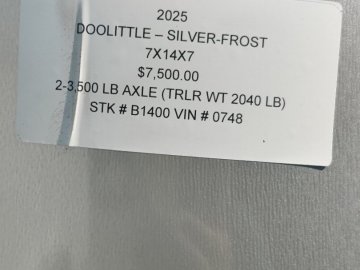 2025
DOOLITTLE – SILVER-FROST
7X14X7
$7,500.00
2-3,500 LB AXLE (TRLR WT 2040 LB)
STK # B1400 VIN # 0748